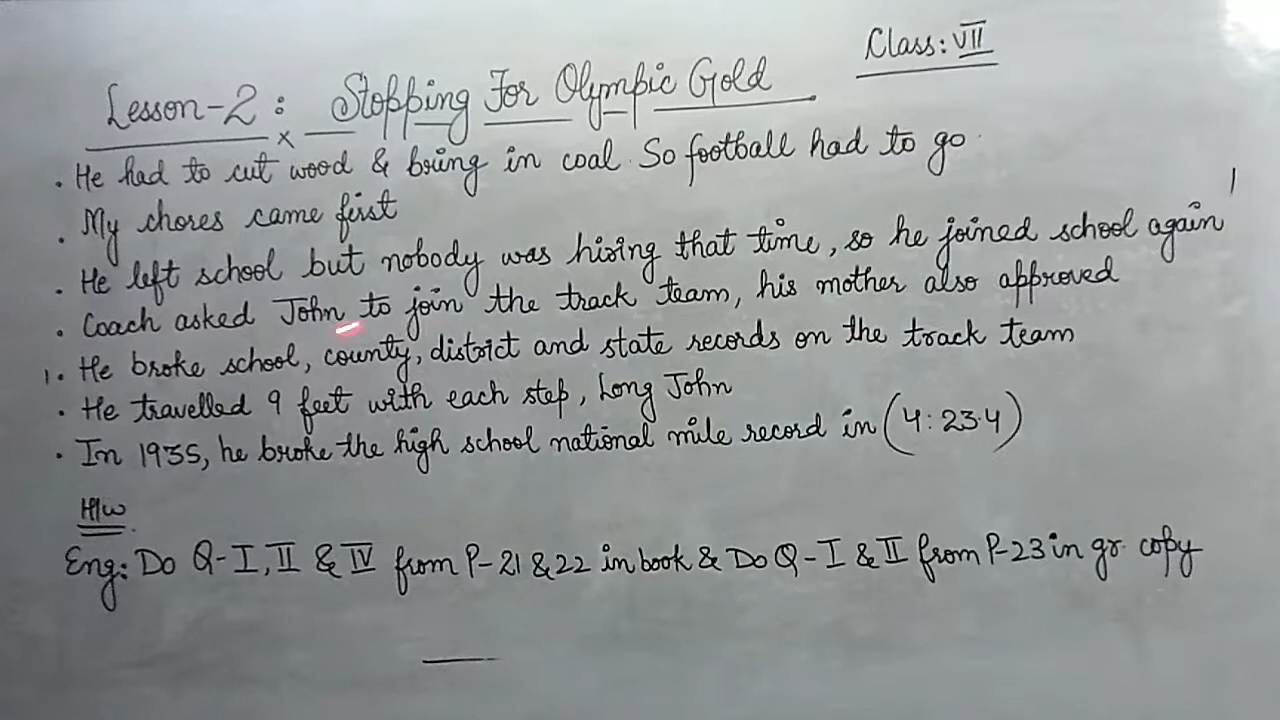 Class: VII
Lesson-2: Stopping For Olympic Gold
• He had to cut wood & bring in coal. So football had to go.
• My chores came first
• He left school but nobody was hiring that time, so he joined school again
• Coach asked John to join the track team, his mother also approved
1. He broke school, county, district and state records on the track team
• He travelled 9 feet with each step, Long John
• In 1935, he broke the high school national mile record in (4:23.4)
H/W
Eng: Do Q-I, II & IV from P-21 & 22 in book & Do Q-I & II from P-23 in gr. copy